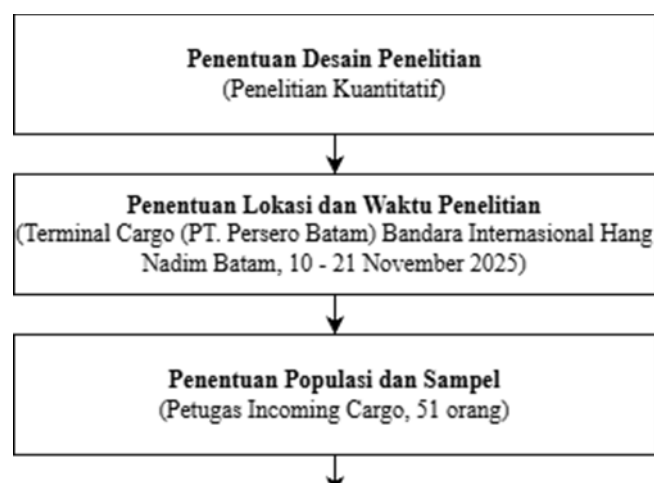 Penentuan Desain Penelitian
(Penelitian Kuantitatif)
Penentuan Lokasi dan Waktu Penelitian
(Terminal Cargo (PT. Persero Batam) Bandara Internasional Hang
Nadim Batam, 10 - 21 November 2025)
Penentuan Populasi dan Sampel
(Petugas Incoming Cargo, 51 orang)